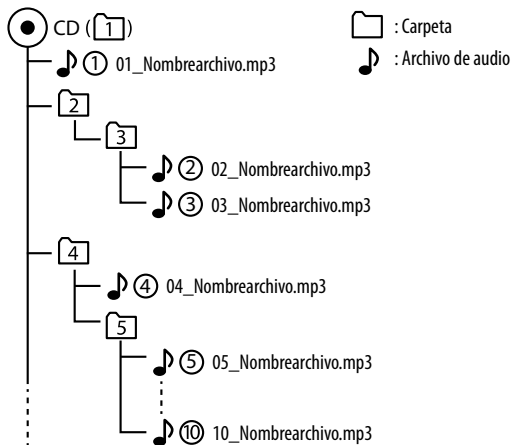 CD ( 1 ) : Carpeta
① 01_Nombrearchivo.mp3 : Archivo de audio
2
3
② 02_Nombrearchivo.mp3
③ 03_Nombrearchivo.mp3
4
④ 04_Nombrearchivo.mp3
5
⑤ 05_Nombrearchivo.mp3
⑩ 10_Nombrearchivo.mp3